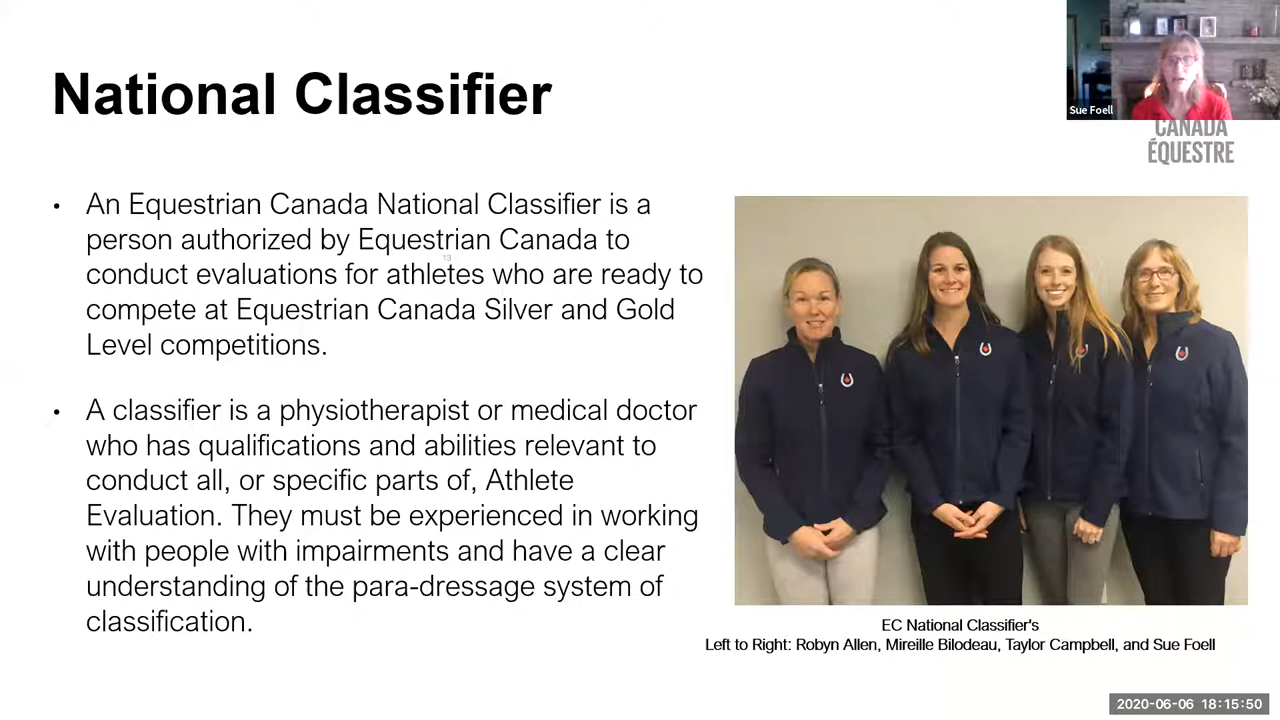 National Classifier
Sue Foell
CANADA
ÉQUESTRE
• An Equestrian Canada National Classifier is a
person authorized by Equestrian Canada to
conduct evaluations for athletes who are ready to
compete at Equestrian Canada Silver and Gold
Level competitions.
13
• A classifier is a physiotherapist or medical doctor
who has qualifications and abilities relevant to
conduct all, or specific parts of, Athlete
Evaluation. They must be experienced in working
with people with impairments and have a clear
understanding of the para-dressage system of
classification.
EC National Classifier's
Left to Right: Robyn Allen, Mireille Bilodeau, Taylor Campbell, and Sue Foell
2020-06-06 18:15:50